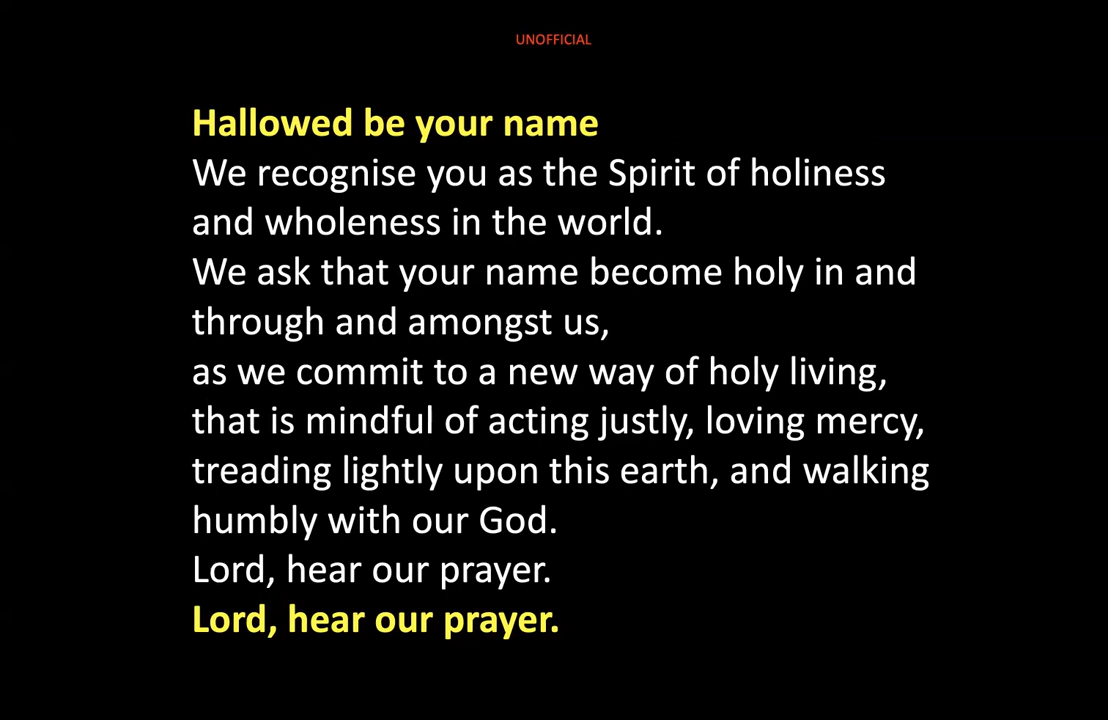 UNOFFICIAL
Hallowed be your name
We recognise you as the Spirit of holiness
and wholeness in the world.
We ask that your name become holy in and
through and amongst us,
as we commit to a new way of holy living,
that is mindful of acting justly, loving mercy,
treading lightly upon this earth, and walking
humbly with our God.
Lord, hear our prayer.
Lord, hear our prayer.